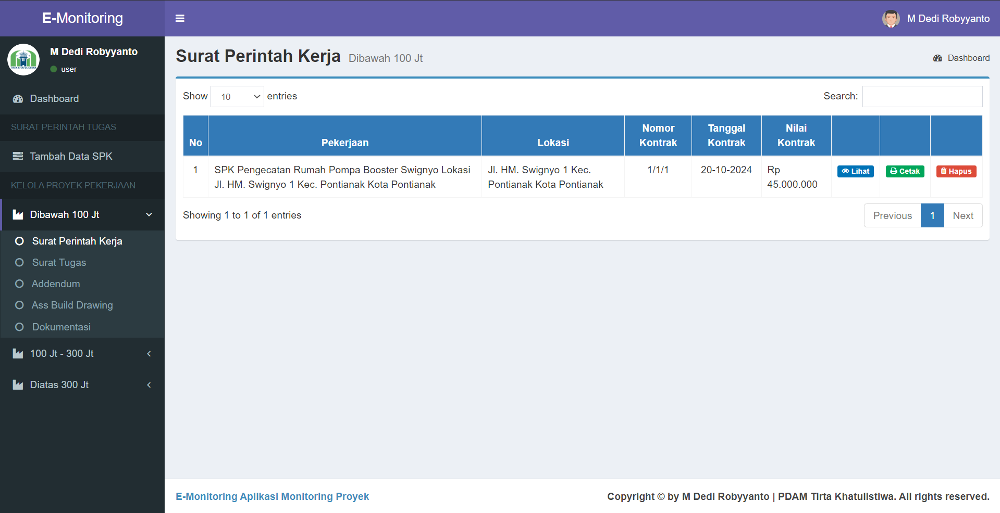 E-Monitoring
M Dedi Robyyanto
M Dedi Robyyanto
user
Dashboard
SURAT PERINTAH TUGAS
Tambah Data SPK
KELOLA PROYEK PEKERJAAN
Dibawah 100 Jt
Surat Perintah Kerja
Surat Tugas
Addendum
Ass Build Drawing
Dokumentasi
100 Jt - 300 Jt
Diatas 300 Jt
Surat Perintah Kerja Dibawah 100 Jt
Dashboard
Show 10 entries
Search:
No Pekerjaan Lokasi Nomor Kontrak Tanggal Kontrak Nilai Kontrak
1 SPK Pengecatan Rumah Pompa Booster Swignyo Lokasi Jl. HM. Swignyo 1 Kec. 1/1/1 20-10-2024 Rp Lihat Cetak Hapus
Jl. HM. Swignyo 1 Kec. Pontianak Kota Pontianak Pontianak Kota Pontianak 45.000.000
Showing 1 to 1 of 1 entries
Previous 1 Next
E-Monitoring Aplikasi Monitoring Proyek
Copyright © by M Dedi Robyyanto | PDAM Tirta Khatulistiwa. All rights reserved.
TIRTA KHATULISTIWA